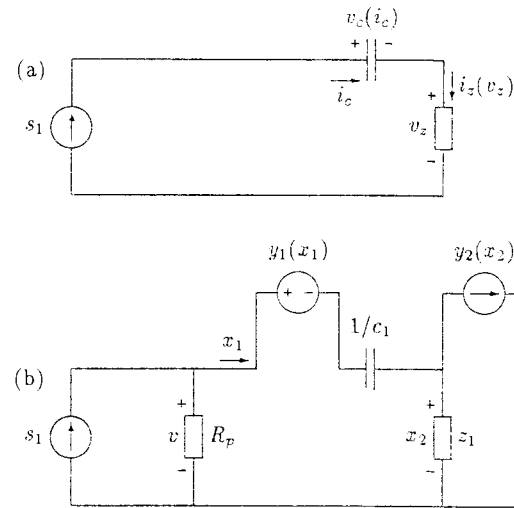 v_c(i_c)
+ -
(a)
i_c
i_z(v_z)
s_1
+
v_z
-
y_1(x_1)
y_2(x_2)
+ -
1/c_1
x_1
(b)
s_1
+
v R_p
-
+
x_2 z_1
-